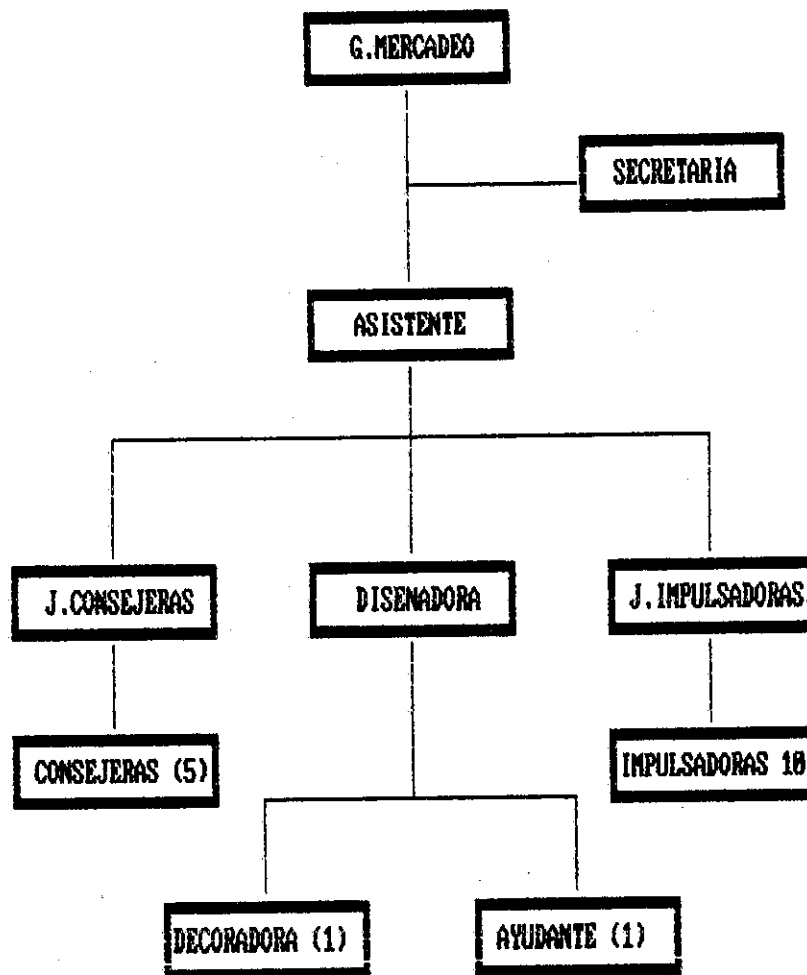 G.MERCADEO
SECRETARIA
ASISTENTE
J.CONSEJERAS
DISENADORA
J.IMPULSADORAS
CONSEJERAS (5)
IMPULSADORAS 10
DECORADORA (1)
AYUDANTE (1)